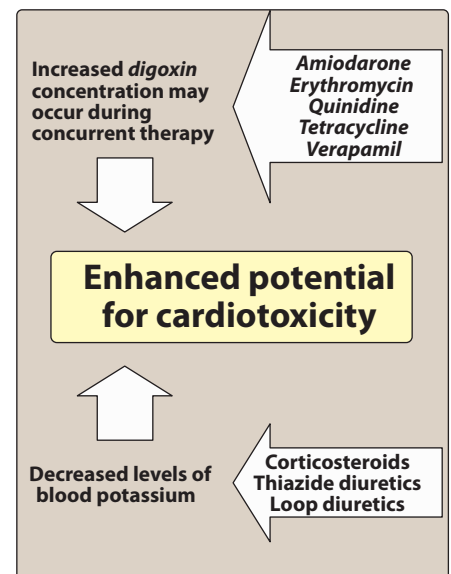 Increased digoxin
concentration may
occur during
concurrent therapy
Amiodarone
Erythromycin
Quinidine
Tetracycline
Verapamil
Enhanced potential
for cardiotoxicity
Decreased levels of
blood potassium
Corticosteroids
Thiazide diuretics
Loop diuretics